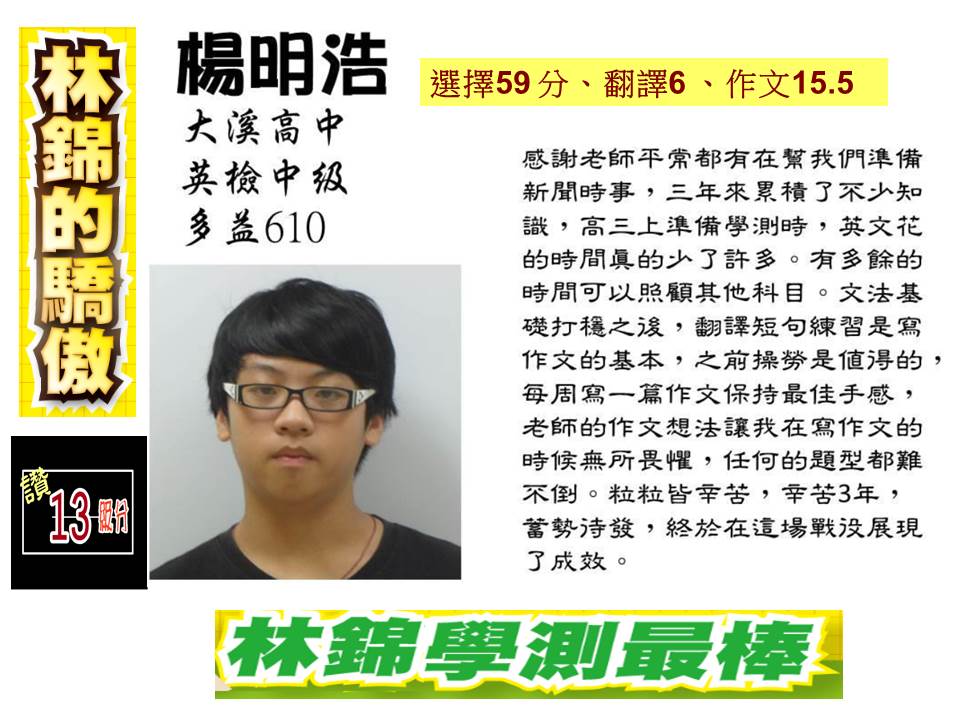 林錦的驕傲
楊明浩
大溪高中
英檢中級
多益610
選擇59 分、翻譯6 、作文15.5
感謝老師平常都有在幫我們準備
新聞時事，三年來累積了不少知
識，高三上準備學測時，英文花
的時間真的少了許多。有多餘的
時間可以照顧其他科目。文法基
礎打穩之後，翻譯短句練習是寫
作文的基本，之前操勞是值得的，
每周寫一篇作文保持最佳手感，
老師的作文想法讓我在寫作文的
時候無所畏懼，任何的題型都難
不倒。粒粒皆辛苦，辛苦3年，
蓄勢待發，終於在這場戰役展現
了成效。
讚
13級分
林錦學測最棒